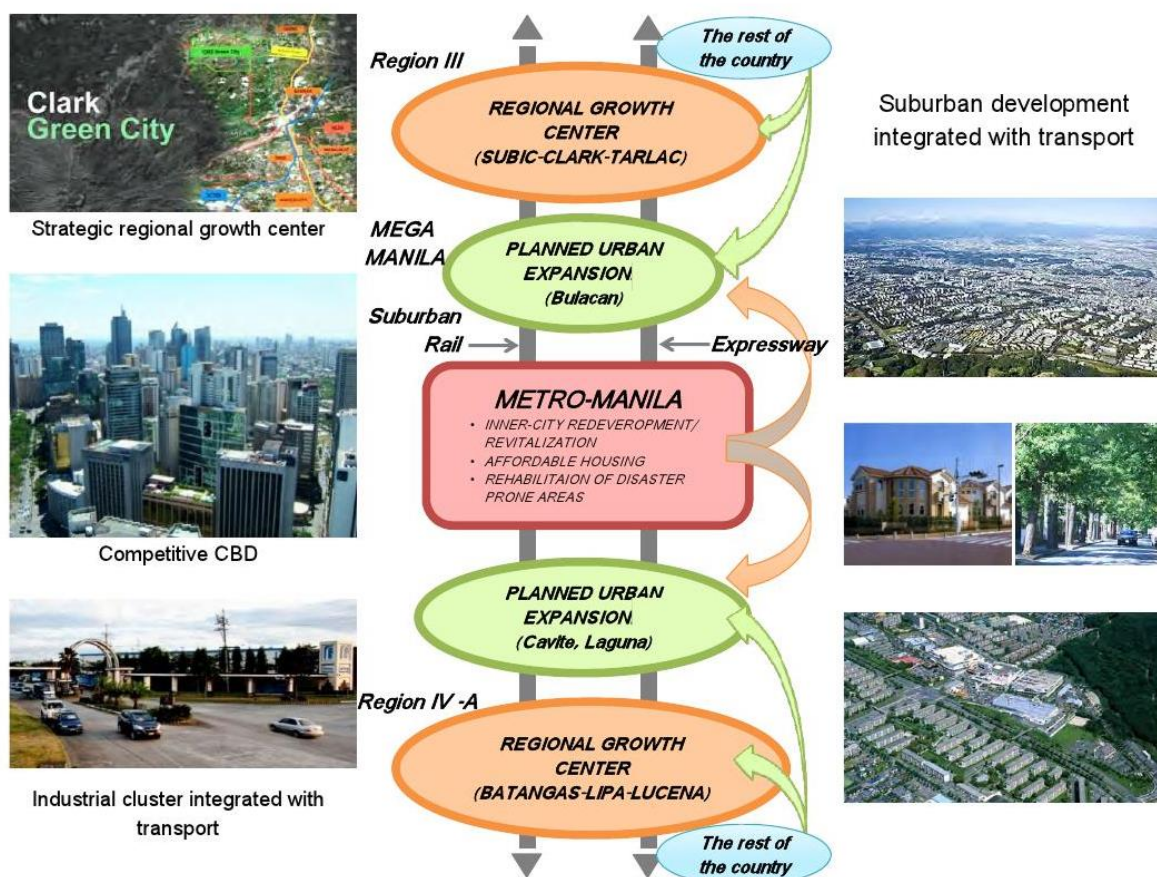 Clark
Green City
Strategic regional growth center
Competitive CBD
Industrial cluster integrated with
transport
Region III
The rest of
the country
REGIONAL GROWTH
CENTER
(SUBIC-CLARK-TARLAC)
MEGA
MANILA
PLANNED URBAN
EXPANSION
(Bulacan)
Suburban
Rail
Expressway
METRO-MANILA
• INNER-CITY REDEVEROPMENT/
REVITALIZATION
• AFFORDABLE HOUSING
• REHABILITAION OF DISASTER
PRONE AREAS
PLANNED URBAN
EXPANSION
(Cavite, Laguna)
Region IV -A
REGIONAL GROWTH
CENTER
(BATANGAS-LIPA-LUCENA)
The rest of
the country
Suburban development
integrated with transport